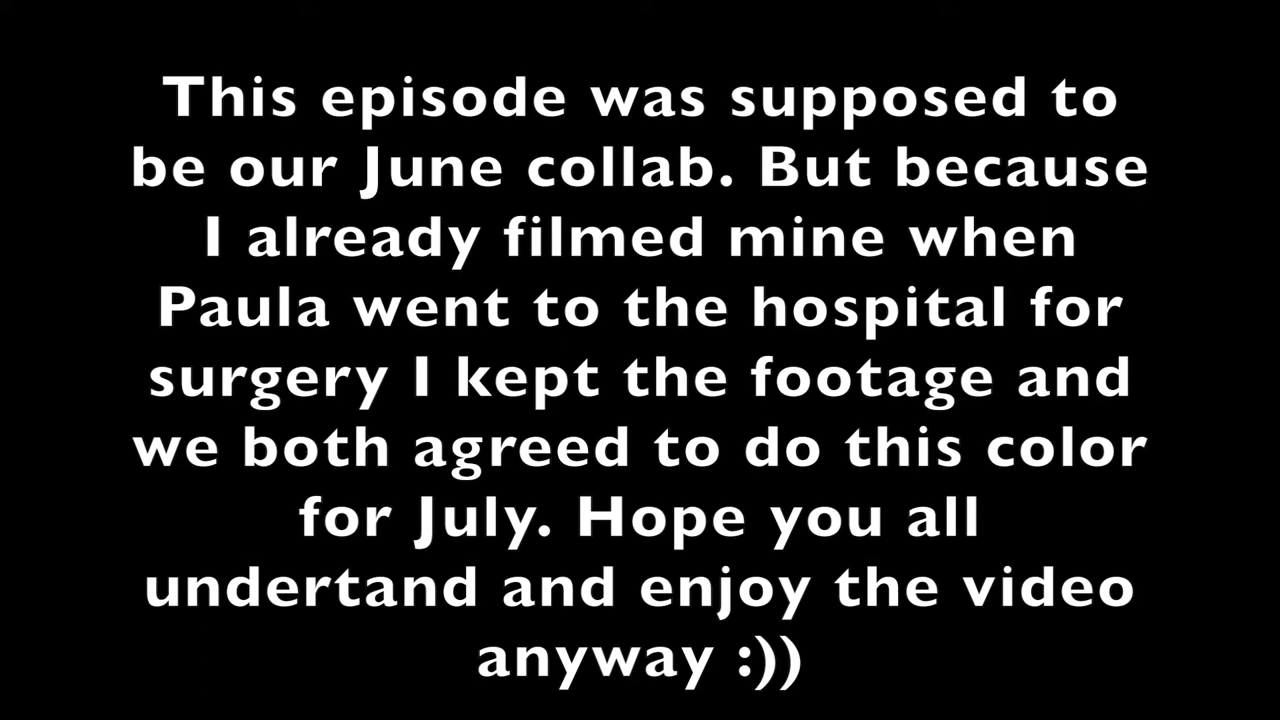 This episode was supposed to
be our June collab. But because
I already filmed mine when
Paula went to the hospital for
surgery I kept the footage and
we both agreed to do this color
for July. Hope you all
undertand and enjoy the video
anyway :))